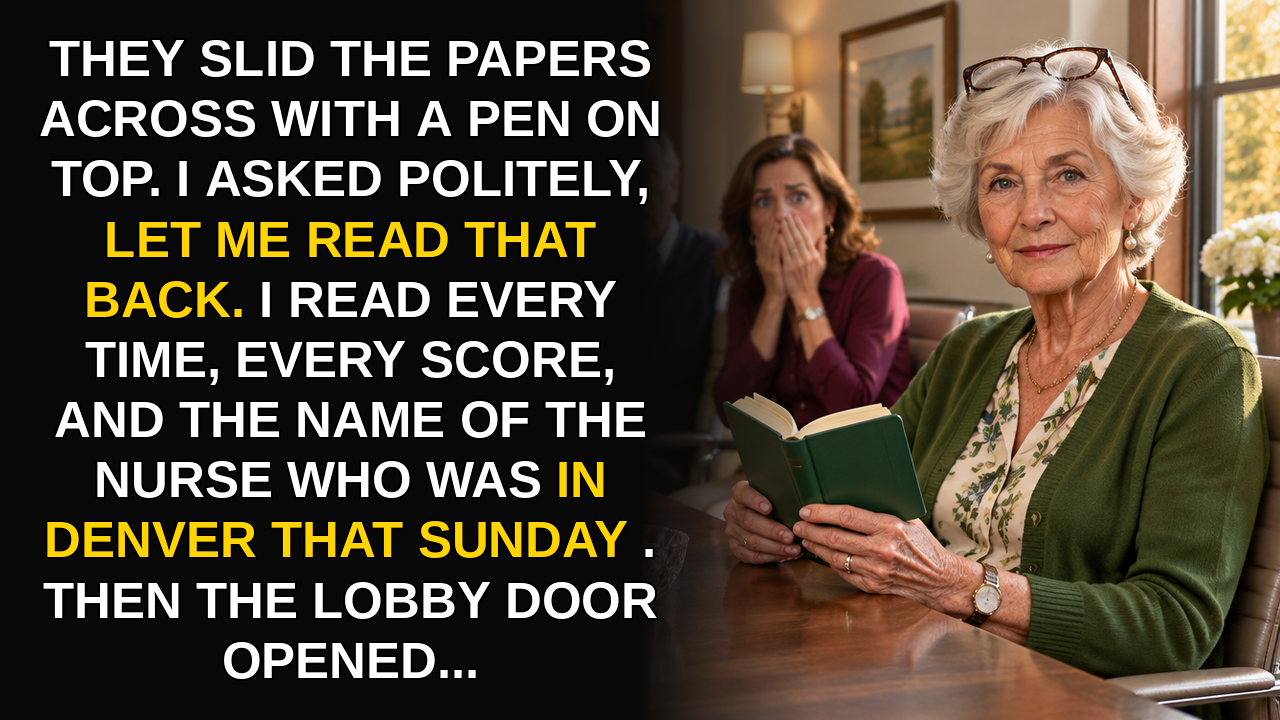 THEY SLID THE PAPERS
ACROSS WITH A PEN ON
TOP. I ASKED POLITELY,
LET ME READ THAT
BACK. I READ EVERY
TIME, EVERY SCORE,
AND THE NAME OF THE
NURSE WHO WAS IN
DENVER THAT SUNDAY .
THEN THE LOBBY DOOR
OPENED...